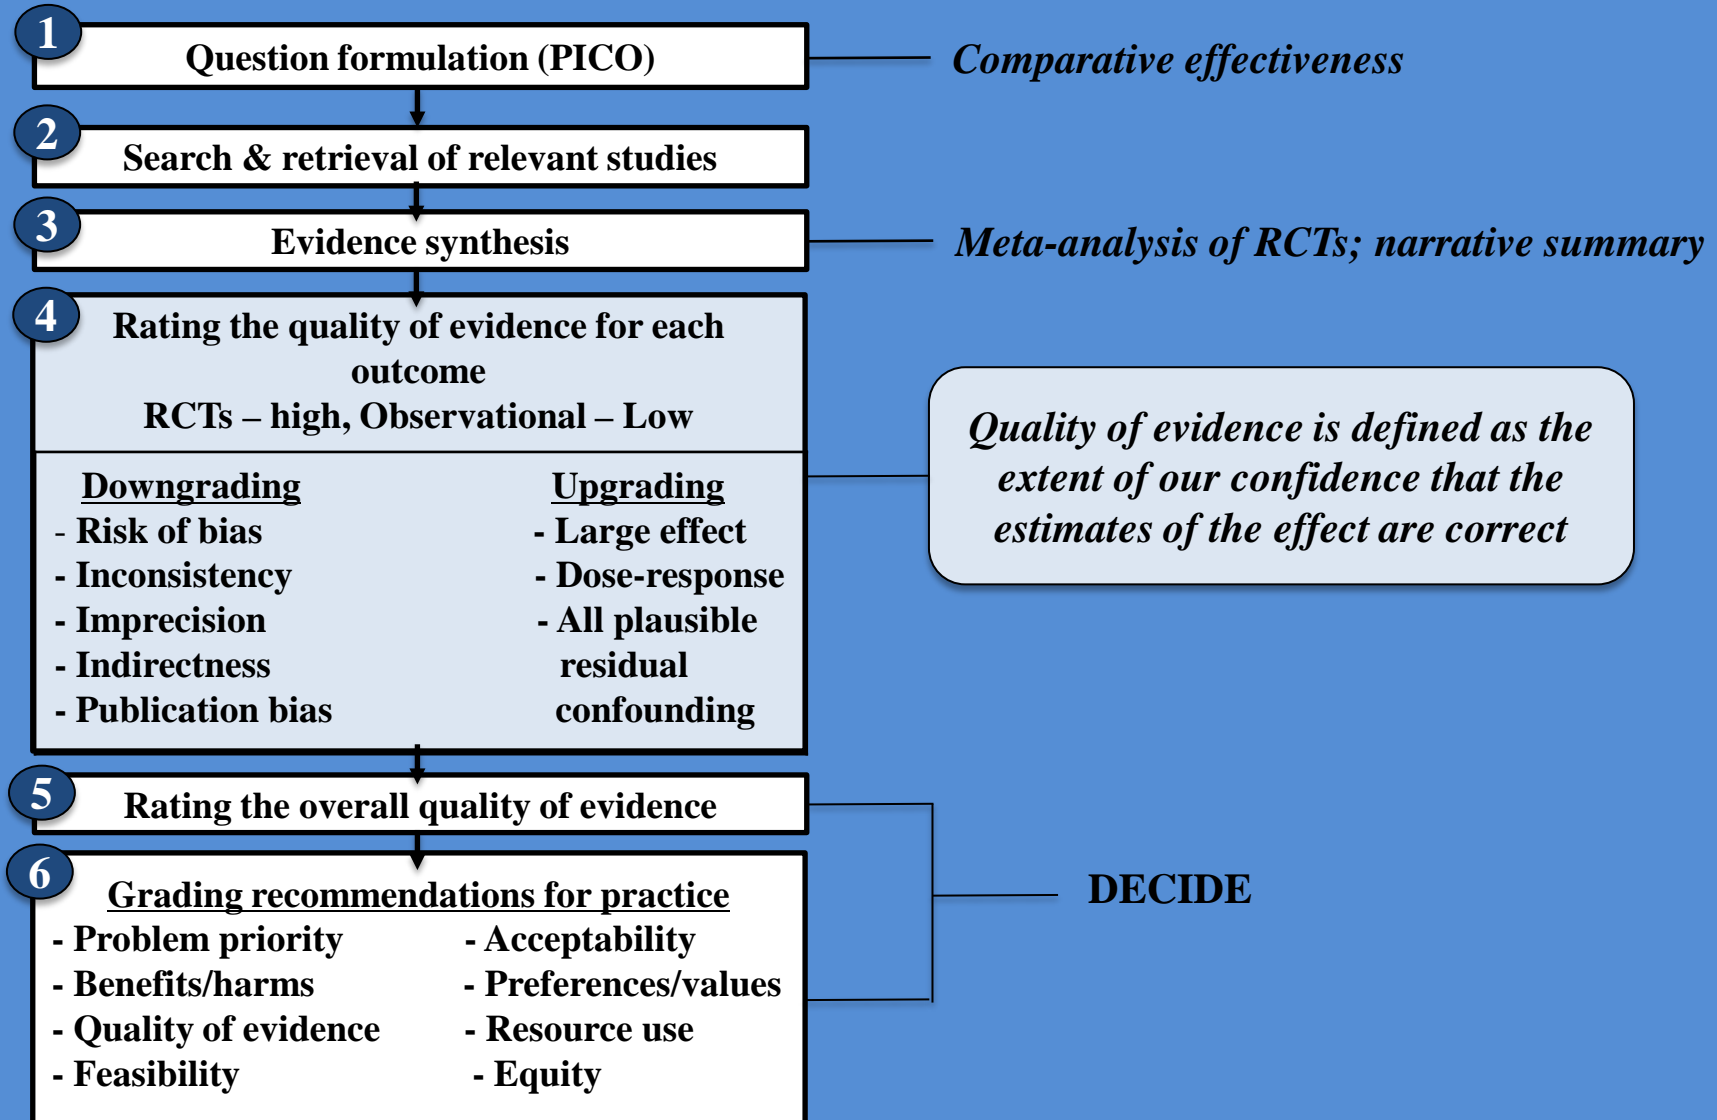 1
Question formulation (PICO)
Comparative effectiveness
2
Search & retrieval of relevant studies
3
Evidence synthesis
Meta-analysis of RCTs; narrative summary
4
Rating the quality of evidence for each
outcome
RCTs – high, Observational – Low
Downgrading
- Risk of bias
- Inconsistency
- Imprecision
- Indirectness
- Publication bias
Upgrading
- Large effect
- Dose-response
- All plausible
residual
confounding
Quality of evidence is defined as the
extent of our confidence that the
estimates of the effect are correct
5
Rating the overall quality of evidence
6
Grading recommendations for practice
- Problem priority
- Benefits/harms
- Quality of evidence
- Feasibility
- Acceptability
- Preferences/values
- Resource use
- Equity
DECIDE